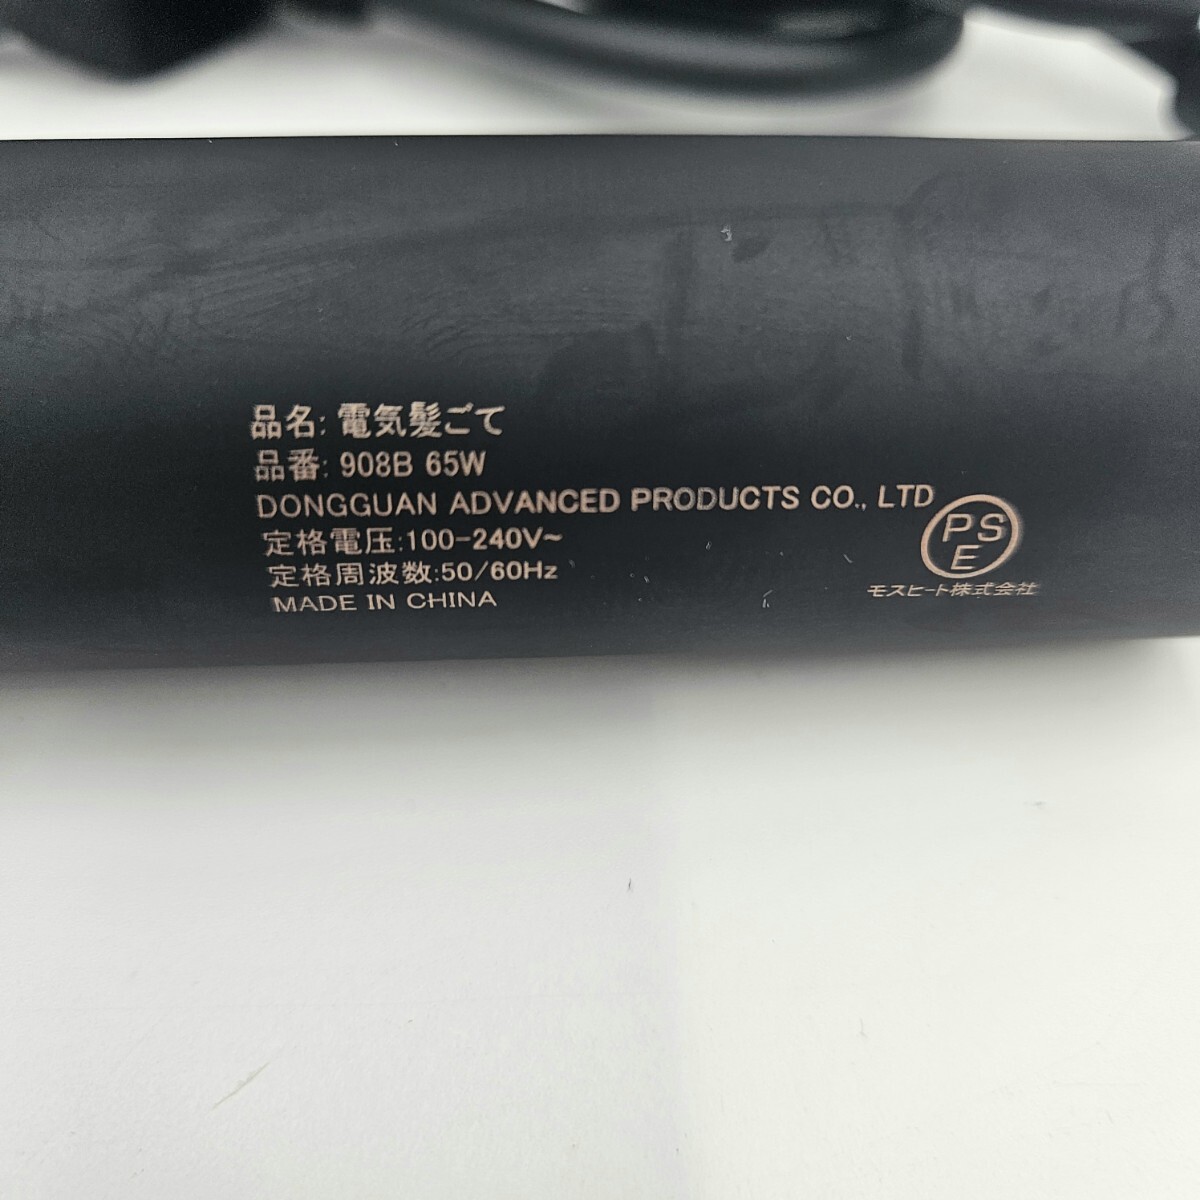 品名: 電気髪ごて
品番: 908B 65W
DONGGUAN ADVANCED PRODUCTS CO., LTD
定格電圧:100-240V~
定格周波数:50/60Hz
MADE IN CHINA
PS
E
モスヒート株式会社